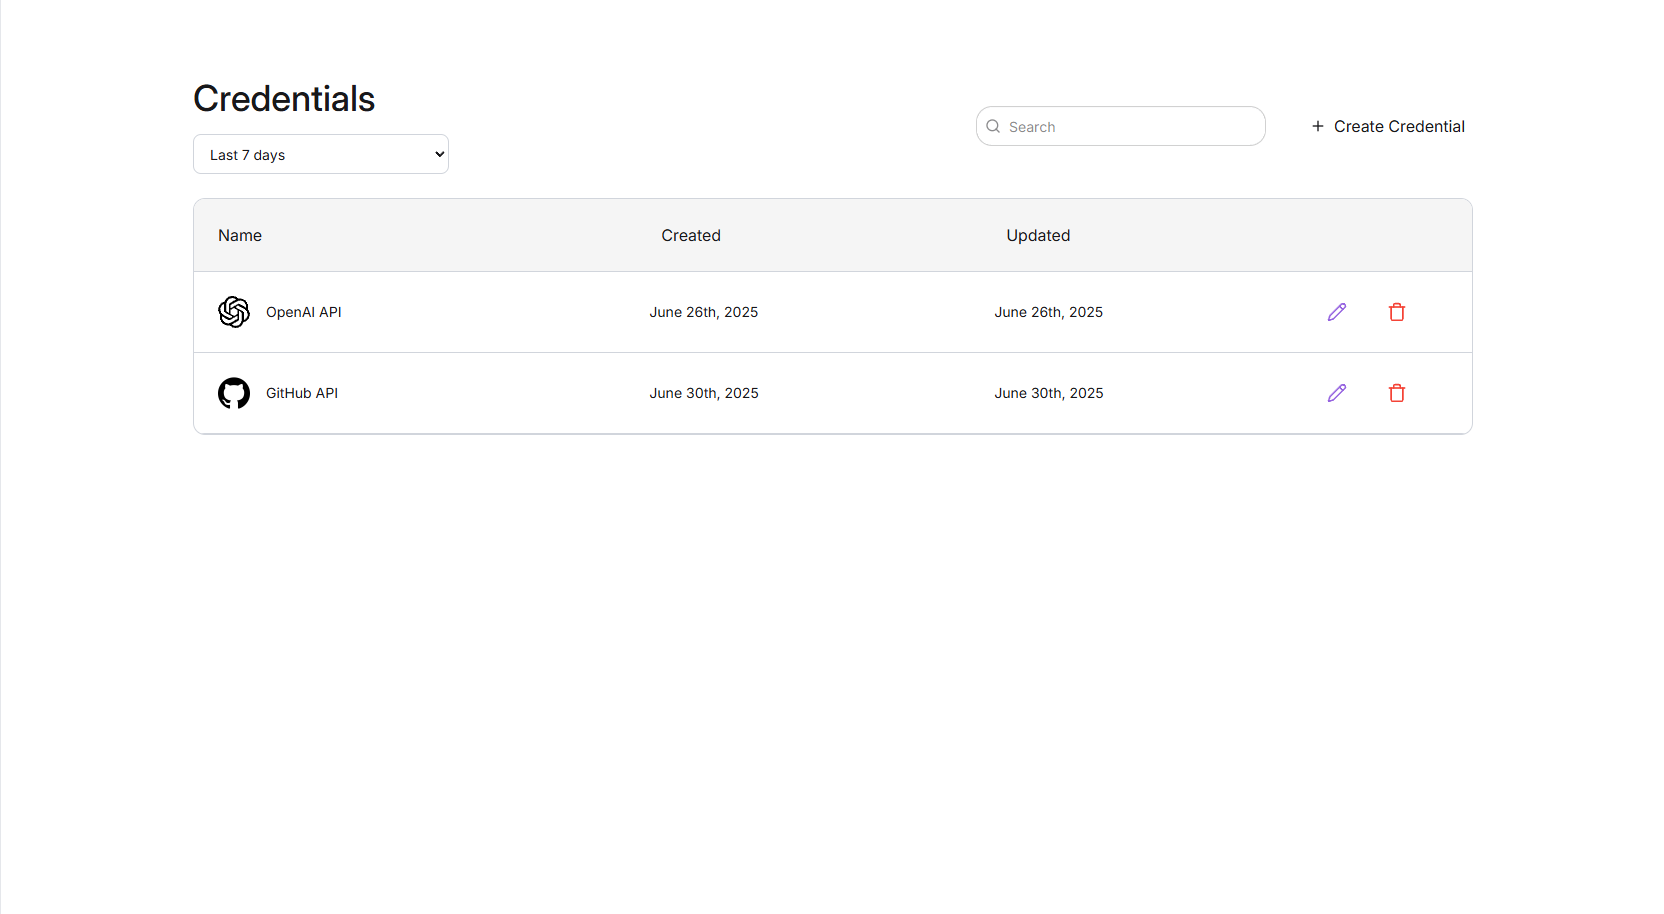 Credentials
Last 7 days
Search
Create Credential
Name Created Updated
OpenAI API June 26th, 2025 June 26th, 2025
GitHub API June 30th, 2025 June 30th, 2025